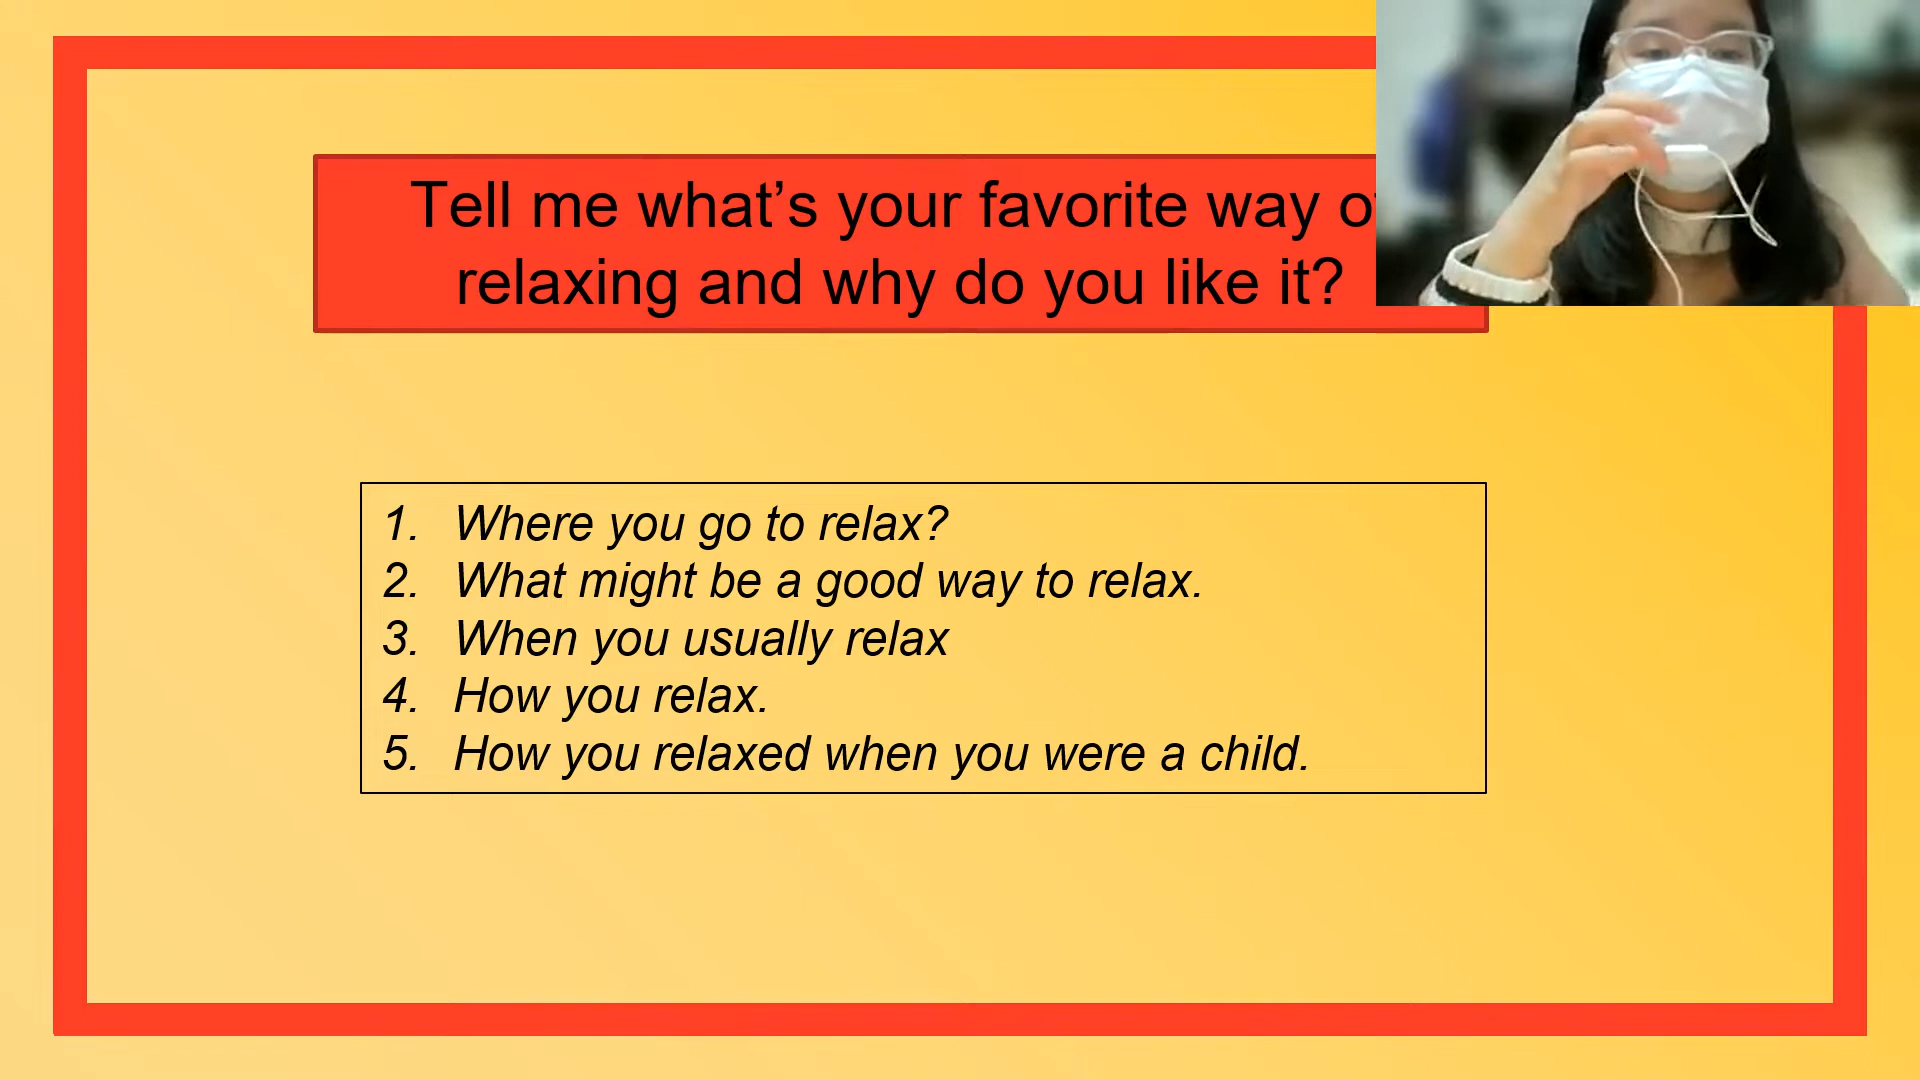 Tell me what's your favorite way of
relaxing and why do you like it?
1. Where you go to relax?
2. What might be a good way to relax.
3. When you usually relax
4. How you relax.
5. How you relaxed when you were a child.